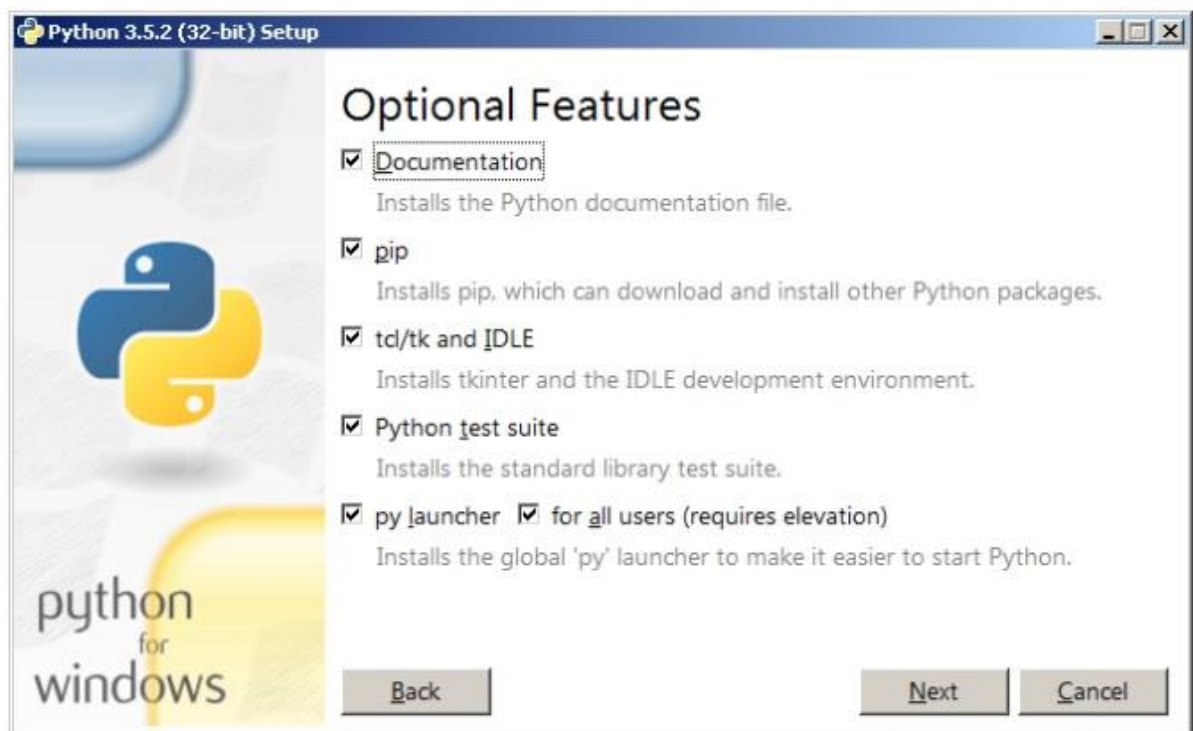 Python 3.5.2 (32-bit) Setup
Optional Features
Documentation
Installs the Python documentation file.
pip
Installs pip, which can download and install other Python packages.
tcl/tk and IDLE
Installs tkinter and the IDLE development environment.
Python test suite
Installs the standard library test suite.
py launcher for all users (requires elevation)
Installs the global 'py' launcher to make it easier to start Python.
python
for
windows
Back Next Cancel